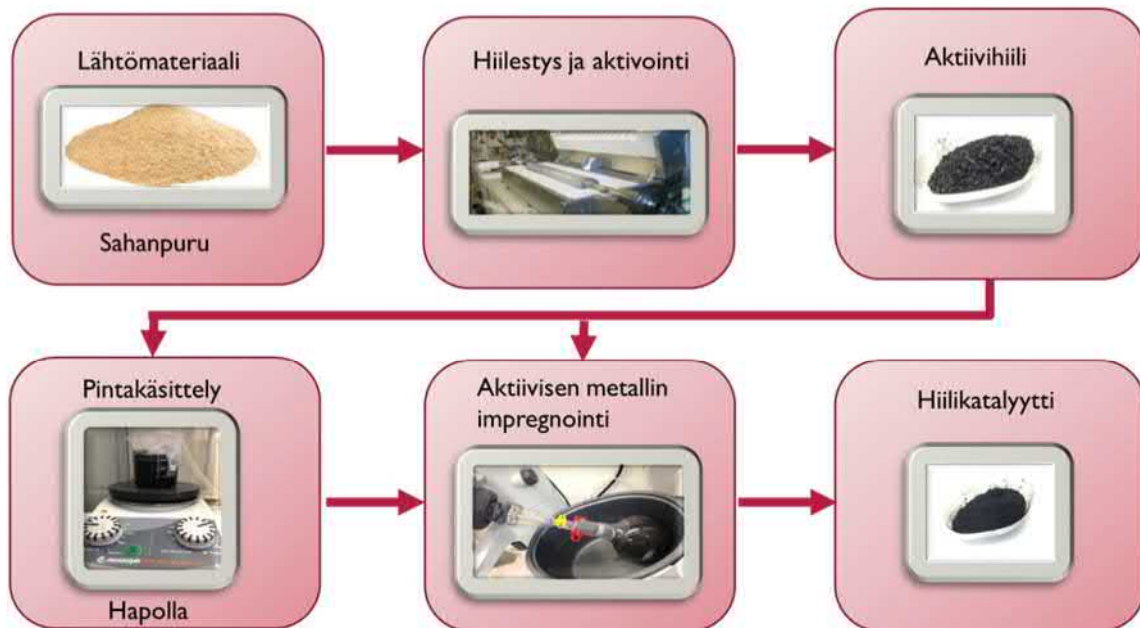 Lähtömateriaali
Sahanpuru
Hiilestys ja aktivointi
Aktiivihiili
Pintakäsittely
Hapolla
Aktiivisen metallin
impregnointi
Hiilikatalyytti